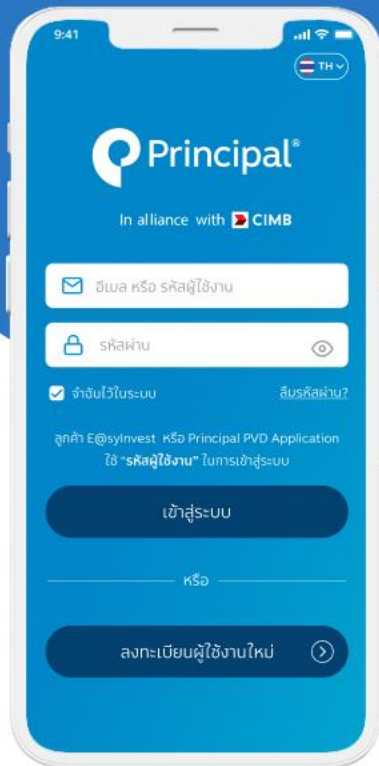 9:41
TH
Principal®
In alliance with CIMB
อีเมล หรือ รหัสผู้ใช้งาน
รหัสผ่าน
จำฉันไว้ในระบบ
ลืมรหัสผ่าน?
ลูกค้า E@syInvest หรือ Principal PVD Application
ใช้ "รหัสผู้ใช้งาน" ในการเข้าสู่ระบบ
เข้าสู่ระบบ
หรือ
ลงทะเบียนผู้ใช้งานใหม่